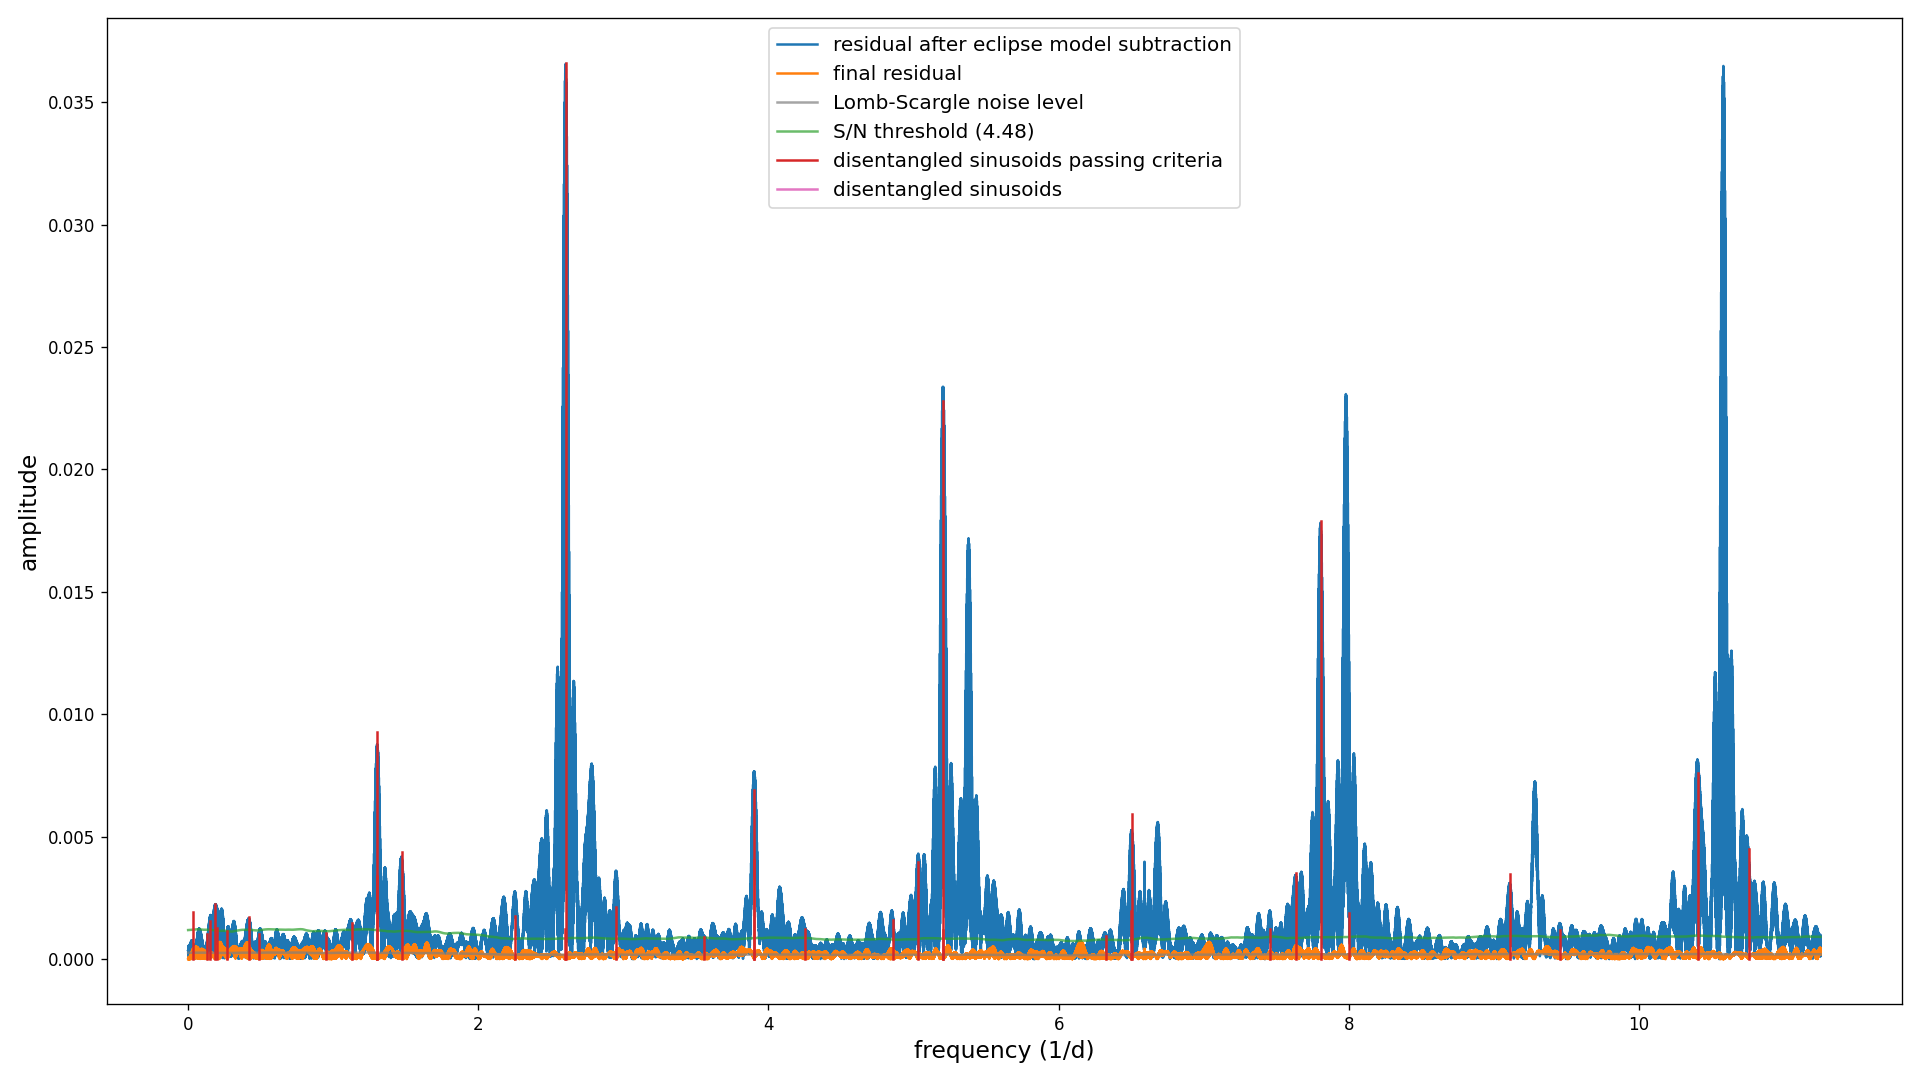 residual after eclipse model subtraction
final residual
Lomb-Scargle noise level
S/N threshold (4.48)
disentangled sinusoids passing criteria
disentangled sinusoids
0.035
0.030
0.025
0.020
0.015
0.010
0.005
0.000
amplitude
0 2 4 6 8 10
frequency (1/d)